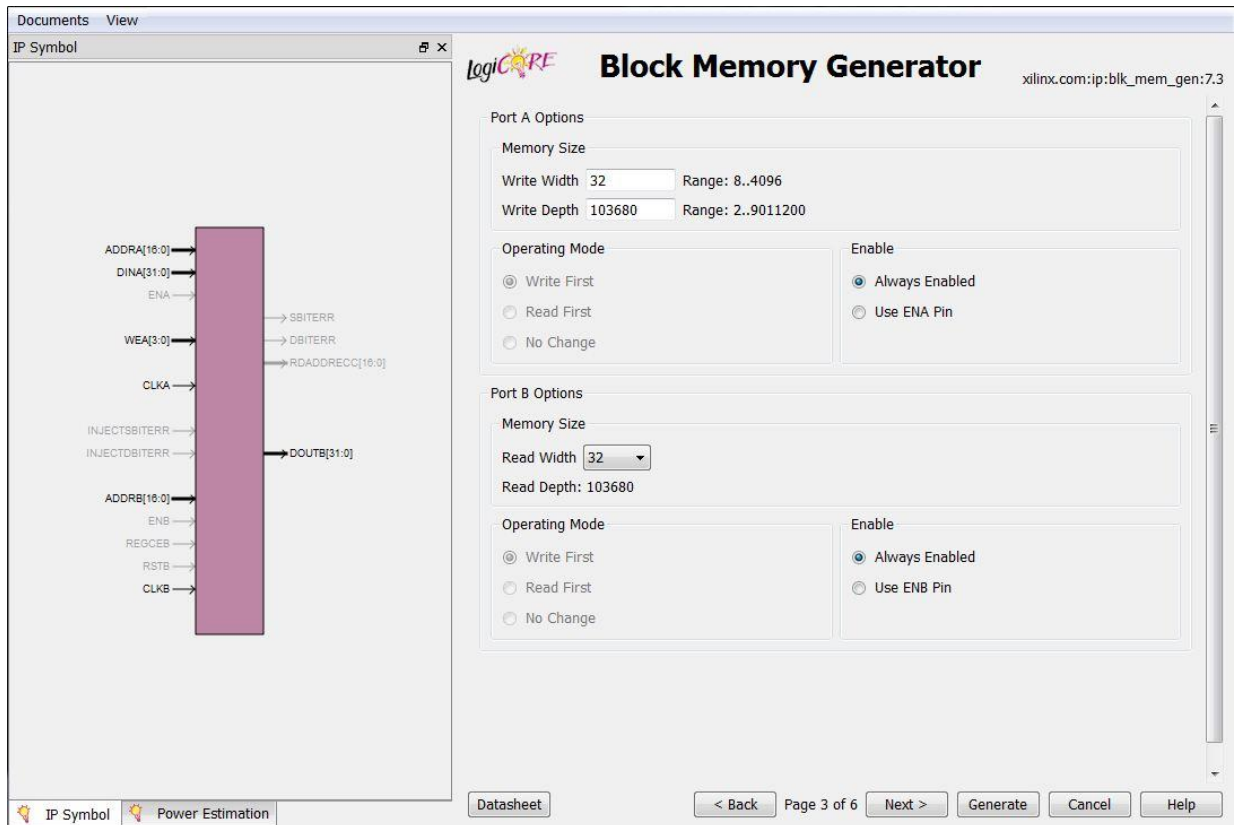 Documents View
IP Symbol
ADDRA[16:0]
DINA[31:0]
ENA
SBITERR
WEA[3:0]
DBITERR
RDADDRECC[16:0]
CLKA
INJECTSBITERR
INJECTDBITERR
DOUTB[31:0]
ADDRB[16:0]
ENB
REGCEB
RSTB
CLKB
IP Symbol Power Estimation
LogiCORE
Block Memory Generator
xilinx.com:ip:blk_mem_gen:7.3
Port A Options
Memory Size
Write Width 32 Range: 8..4096
Write Depth 103680 Range: 2..9011200
Operating Mode
Write First
Read First
No Change
Enable
Always Enabled
Use ENA Pin
Port B Options
Memory Size
Read Width 32
Read Depth: 103680
Operating Mode
Write First
Read First
No Change
Enable
Always Enabled
Use ENB Pin
Datasheet < Back Page 3 of 6 Next > Generate Cancel Help